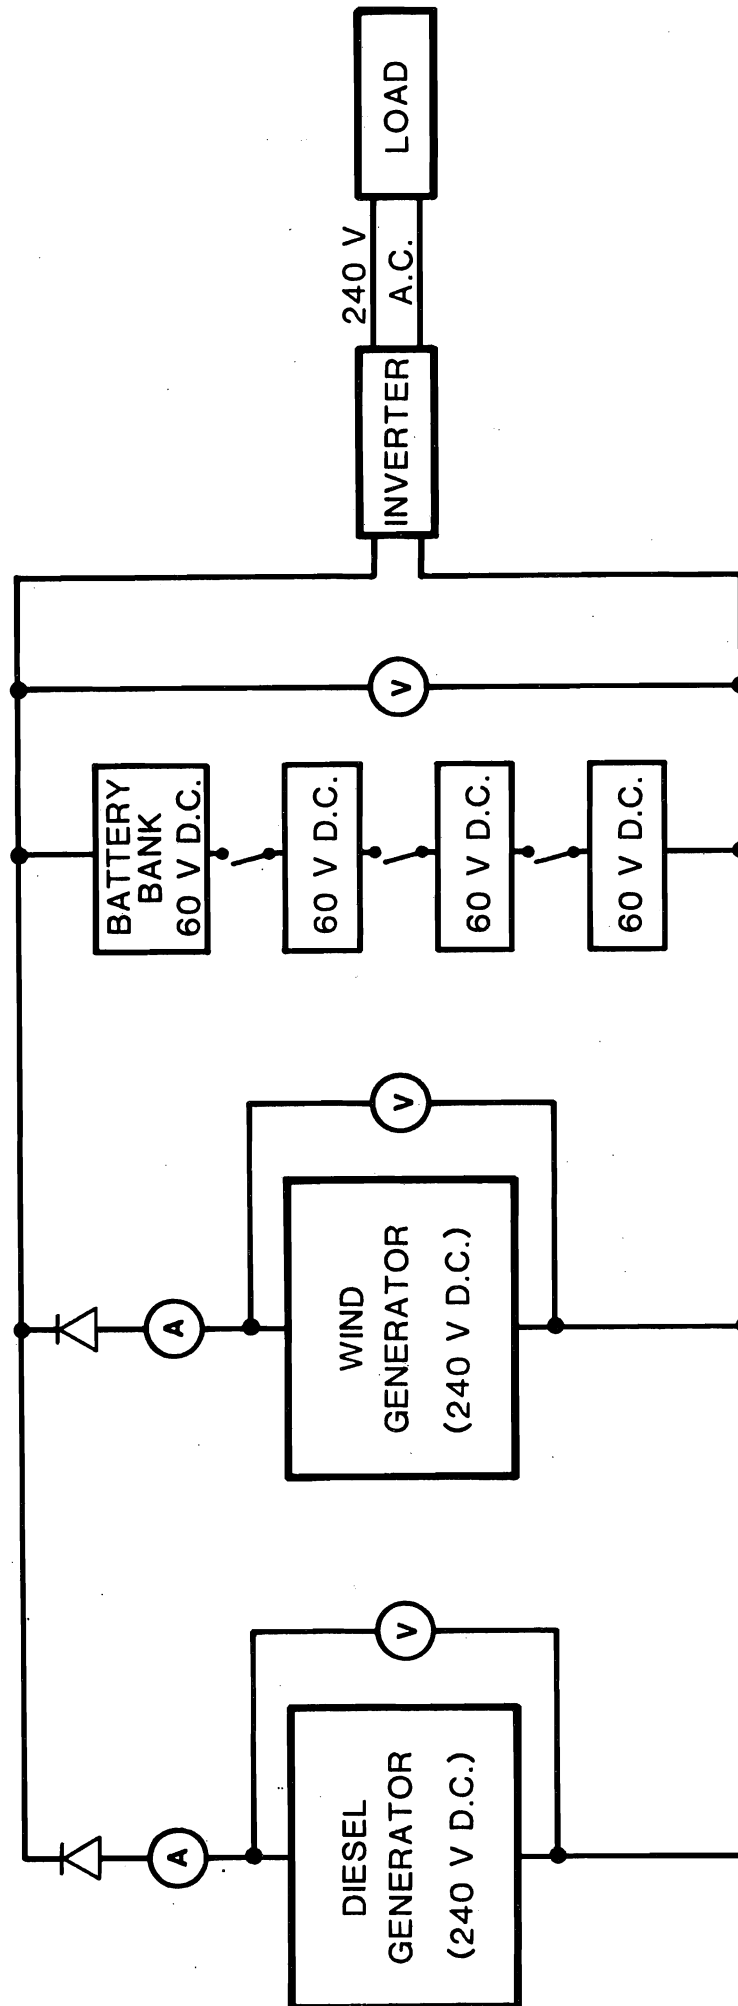 DIESEL
GENERATOR
(240 V D.C.)
A
V
WIND
GENERATOR
(240 V D.C.)
A
V
BATTERY
BANK
60 V D.C.
60 V D.C.
60 V D.C.
60 V D.C.
V
INVERTER
240 V
A.C.
LOAD